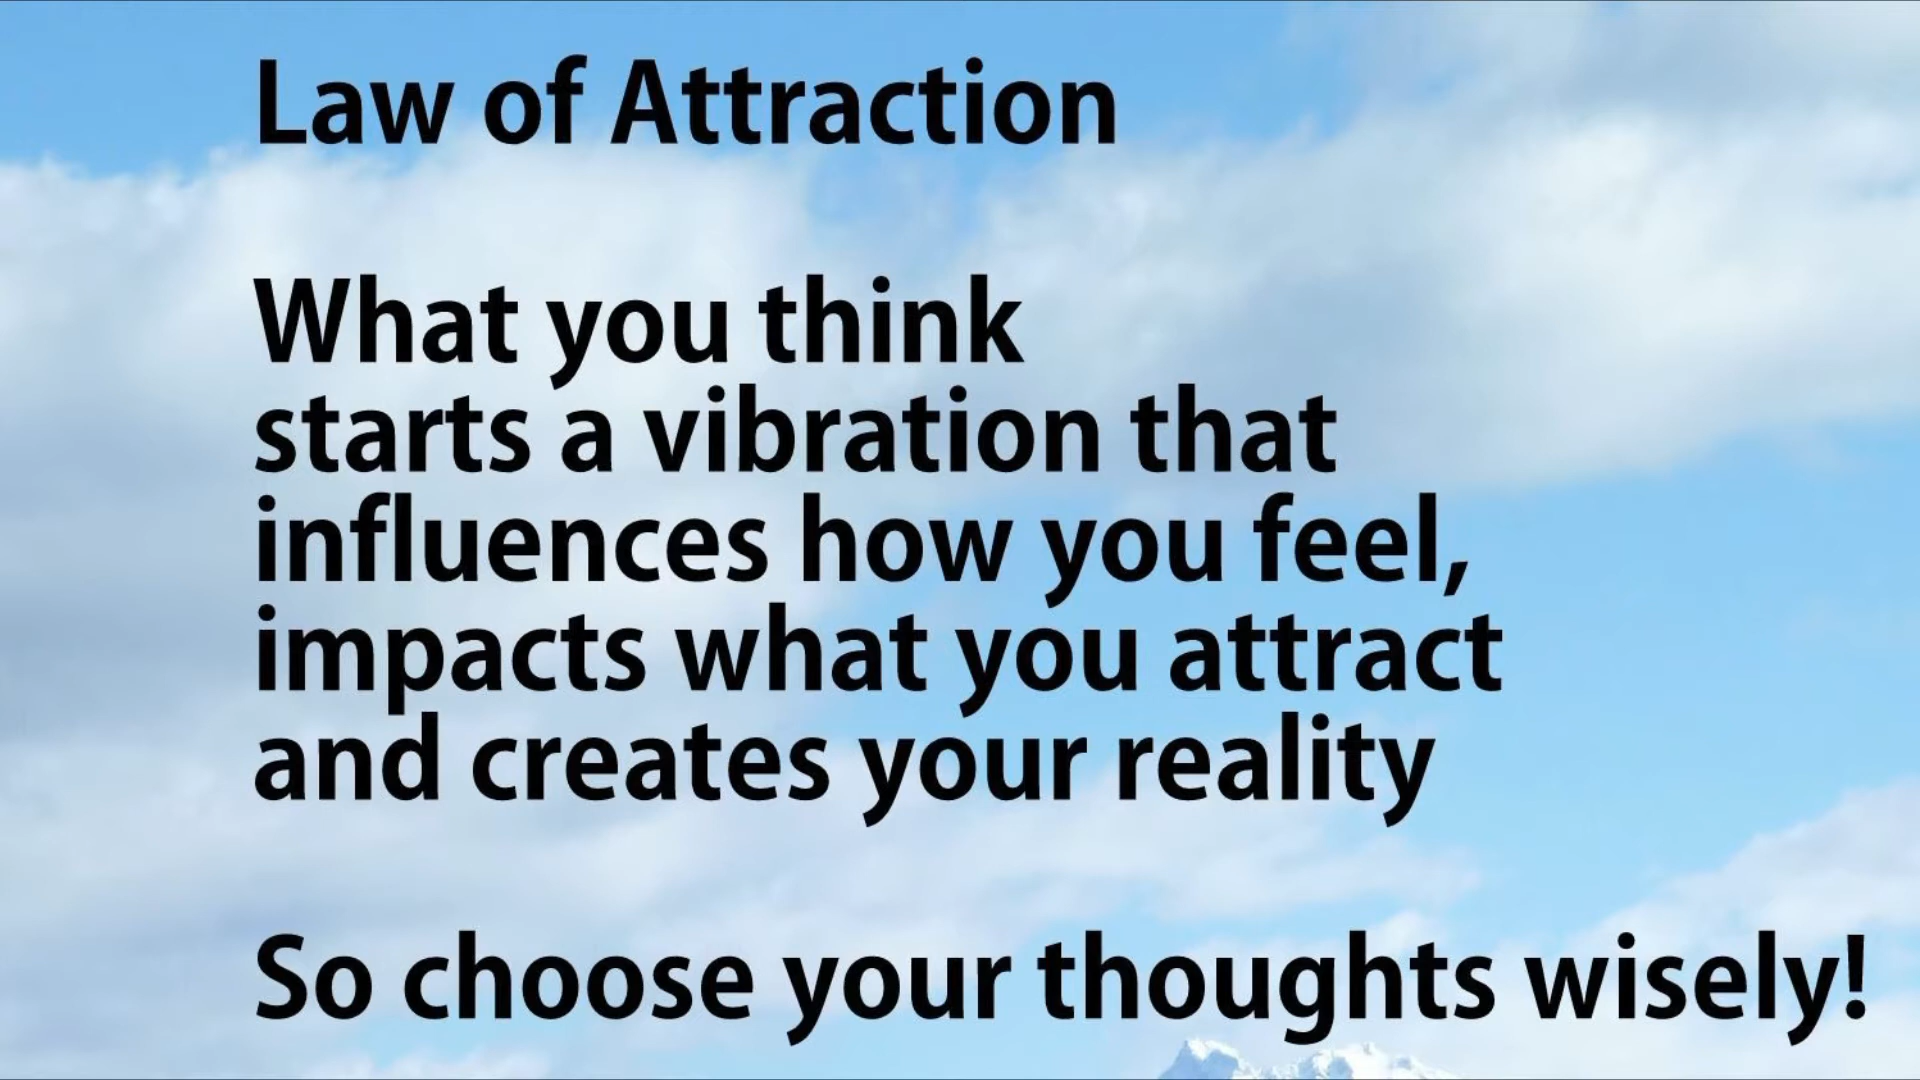 Law of Attraction
What you think
starts a vibration that
influences how you feel,
impacts what you attract
and creates your reality
So choose your thoughts wisely!